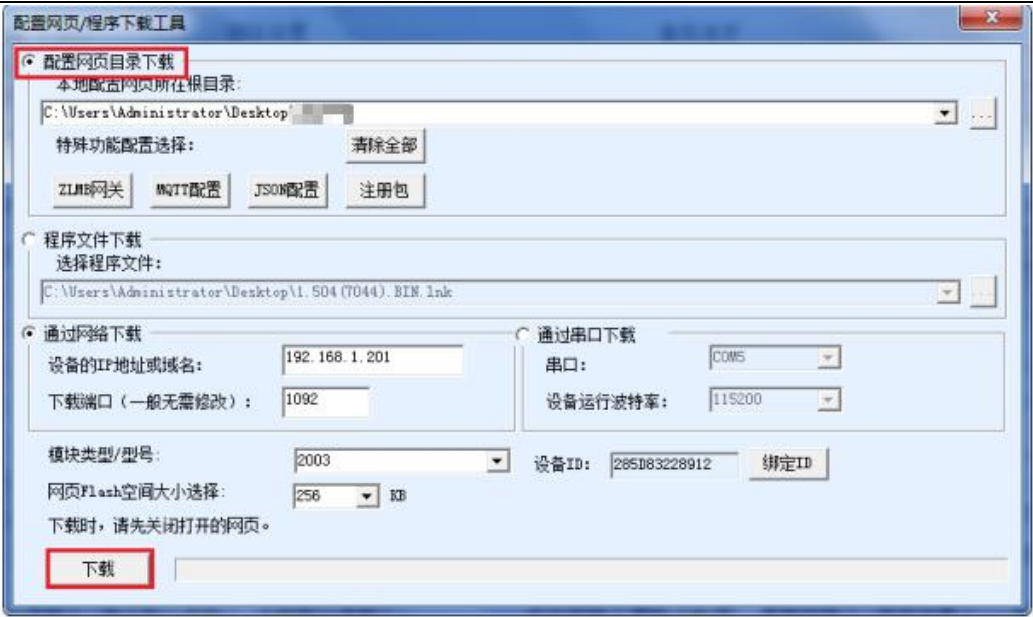 配置网页/程序下载工具
配置网页目录下载
本地配置网页所在根目录:
C:\Users\Administrator\Desktop\
...
特殊功能配置选择:
清除全部
ZLMB网关 MQTT配置 JSON配置 注册包
程序文件下载
选择程序文件:
C:\Users\Administrator\Desktop\1.504(7044).BIN.lnk
...
通过网络下载 通过串口下载
设备的IP地址或域名: 192.168.1.201 串口: COM5
下载端口（一般无需修改）: 1092 设备运行波特率: 115200
模块类型/型号: 2003 设备ID: 285D83228912 绑定ID
网页Flash空间大小选择: 256 KB
下载时，请先关闭打开的网页。
下载